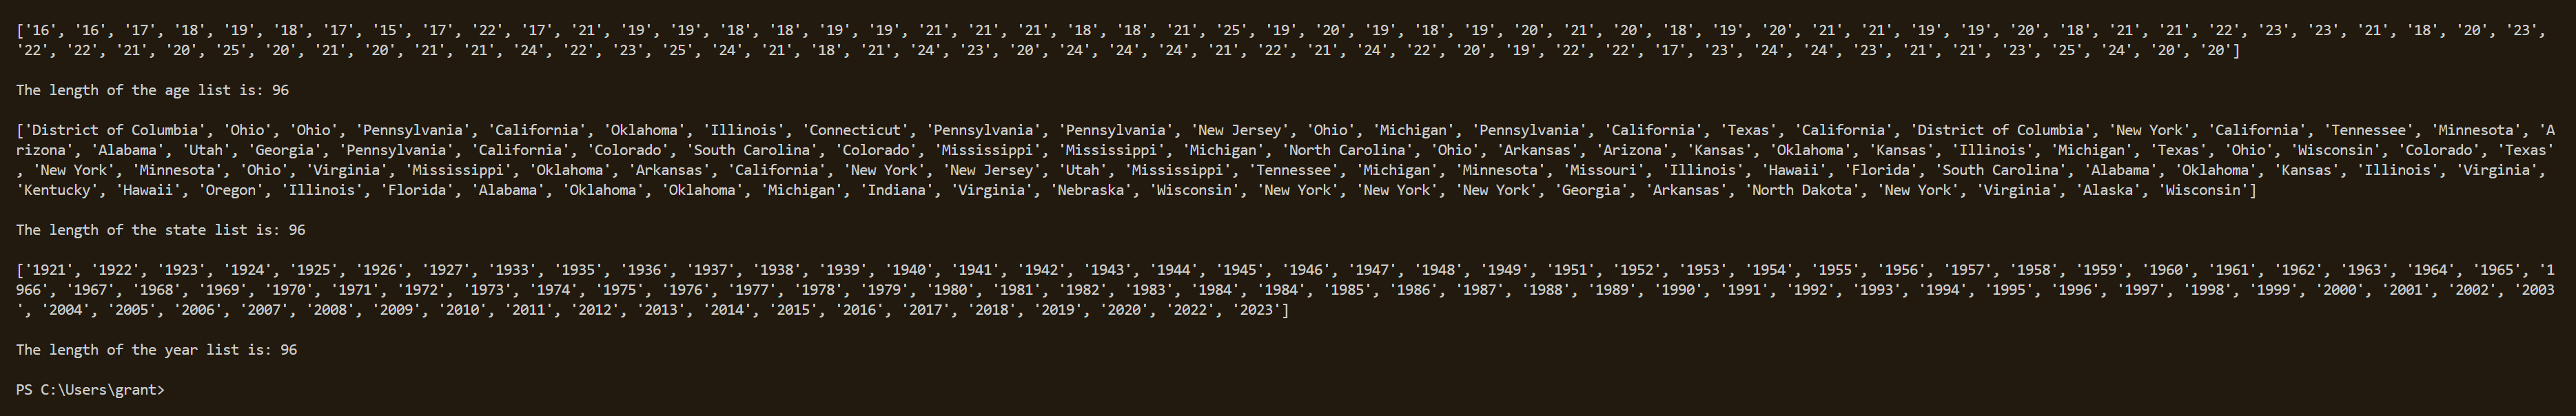 ['16', '16', '17', '18', '19', '18', '17', '15', '17', '22', '17', '21', '19', '19', '18', '18', '19', '19', '21', '21', '21', '18', '18', '21', '25', '19', '20', '19', '18', '19', '20', '21', '20', '18', '19', '20', '21', '21', '19', '19', '20', '18', '21', '21', '22', '23', '23', '21', '18', '20', '23',
'22', '22', '21', '20', '25', '20', '21', '20', '21', '21', '24', '22', '23', '25', '24', '21', '18', '21', '24', '23', '20', '24', '24', '24', '21', '22', '21', '24', '22', '20', '19', '22', '22', '17', '23', '24', '24', '23', '21', '21', '23', '25', '24', '20', '20']
The length of the age list is: 96
['District of Columbia', 'Ohio', 'Ohio', 'Pennsylvania', 'California', 'Oklahoma', 'Illinois', 'Connecticut', 'Pennsylvania', 'Pennsylvania', 'New Jersey', 'Ohio', 'Michigan', 'Pennsylvania', 'California', 'Texas', 'California', 'District of Columbia', 'New York', 'California', 'Tennessee', 'Minnesota', 'A
rizona', 'Alabama', 'Utah', 'Georgia', 'Pennsylvania', 'California', 'Colorado', 'South Carolina', 'Colorado', 'Mississippi', 'Mississippi', 'Michigan', 'North Carolina', 'Ohio', 'Arkansas', 'Arizona', 'Kansas', 'Oklahoma', 'Kansas', 'Illinois', 'Michigan', 'Texas', 'Ohio', 'Wisconsin', 'Colorado', 'Texas'
, 'New York', 'Minnesota', 'Ohio', 'Virginia', 'Mississippi', 'Oklahoma', 'Arkansas', 'California', 'New York', 'New Jersey', 'Utah', 'Mississippi', 'Tennessee', 'Michigan', 'Minnesota', 'Missouri', 'Illinois', 'Hawaii', 'Florida', 'South Carolina', 'Alabama', 'Oklahoma', 'Kansas', 'Illinois', 'Virginia',
'Kentucky', 'Hawaii', 'Oregon', 'Illinois', 'Florida', 'Alabama', 'Oklahoma', 'Oklahoma', 'Michigan', 'Indiana', 'Virginia', 'Nebraska', 'Wisconsin', 'New York', 'New York', 'New York', 'Georgia', 'Arkansas', 'North Dakota', 'New York', 'Virginia', 'Alaska', 'Wisconsin']
The length of the state list is: 96
['1921', '1922', '1923', '1924', '1925', '1926', '1927', '1933', '1935', '1936', '1937', '1938', '1939', '1940', '1941', '1942', '1943', '1944', '1945', '1946', '1947', '1948', '1949', '1951', '1952', '1953', '1954', '1955', '1956', '1957', '1958', '1959', '1960', '1961', '1962', '1963', '1964', '1965', '1
966', '1967', '1968', '1969', '1970', '1971', '1972', '1973', '1974', '1975', '1976', '1977', '1978', '1979', '1980', '1981', '1982', '1983', '1984', '1984', '1985', '1986', '1987', '1988', '1989', '1990', '1991', '1992', '1993', '1994', '1995', '1996', '1997', '1998', '1999', '2000', '2001', '2002', '2003
', '2004', '2005', '2006', '2007', '2008', '2009', '2010', '2011', '2012', '2013', '2014', '2015', '2016', '2017', '2018', '2019', '2020', '2022', '2023']
The length of the year list is: 96
PS C:\Users\grant>